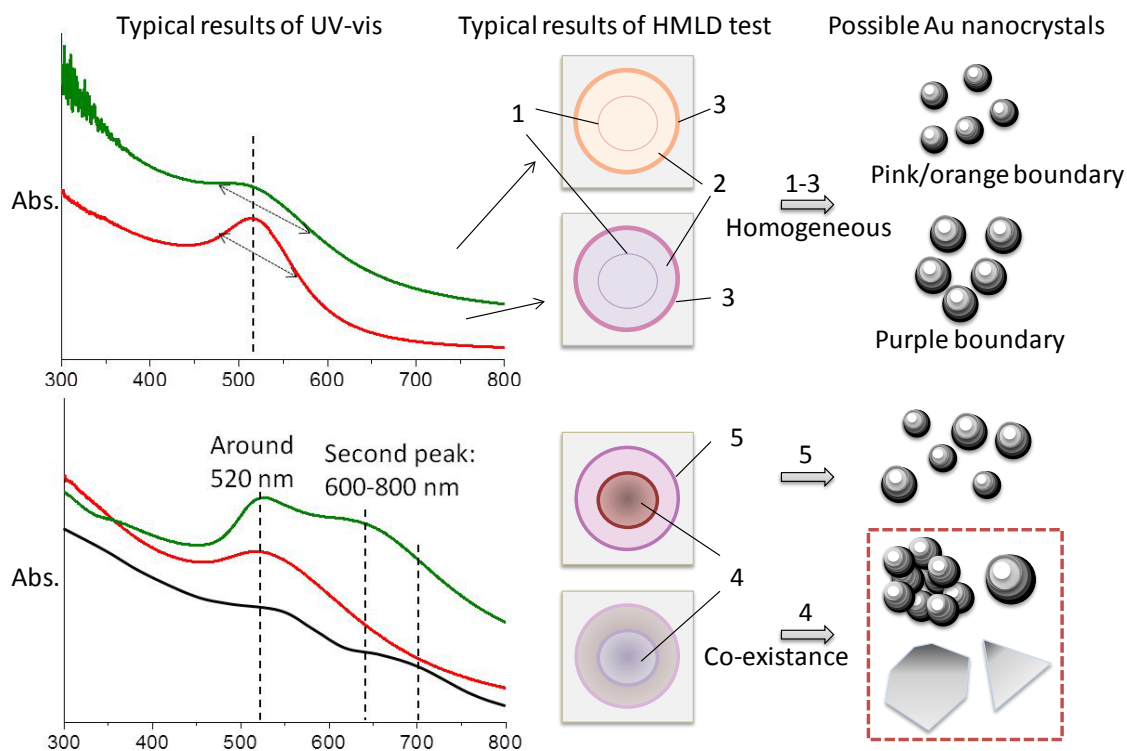 Typical results of UV-vis
Typical results of HMLD test
Possible Au nanocrystals
Abs.
300 400 500 600 700 800
1
3
2
3
1-3
Homogeneous
Pink/orange boundary
Purple boundary
Abs.
Around
520 nm
Second peak:
600-800 nm
300 400 500 600 700 800
5
4
5
4
Co-existance